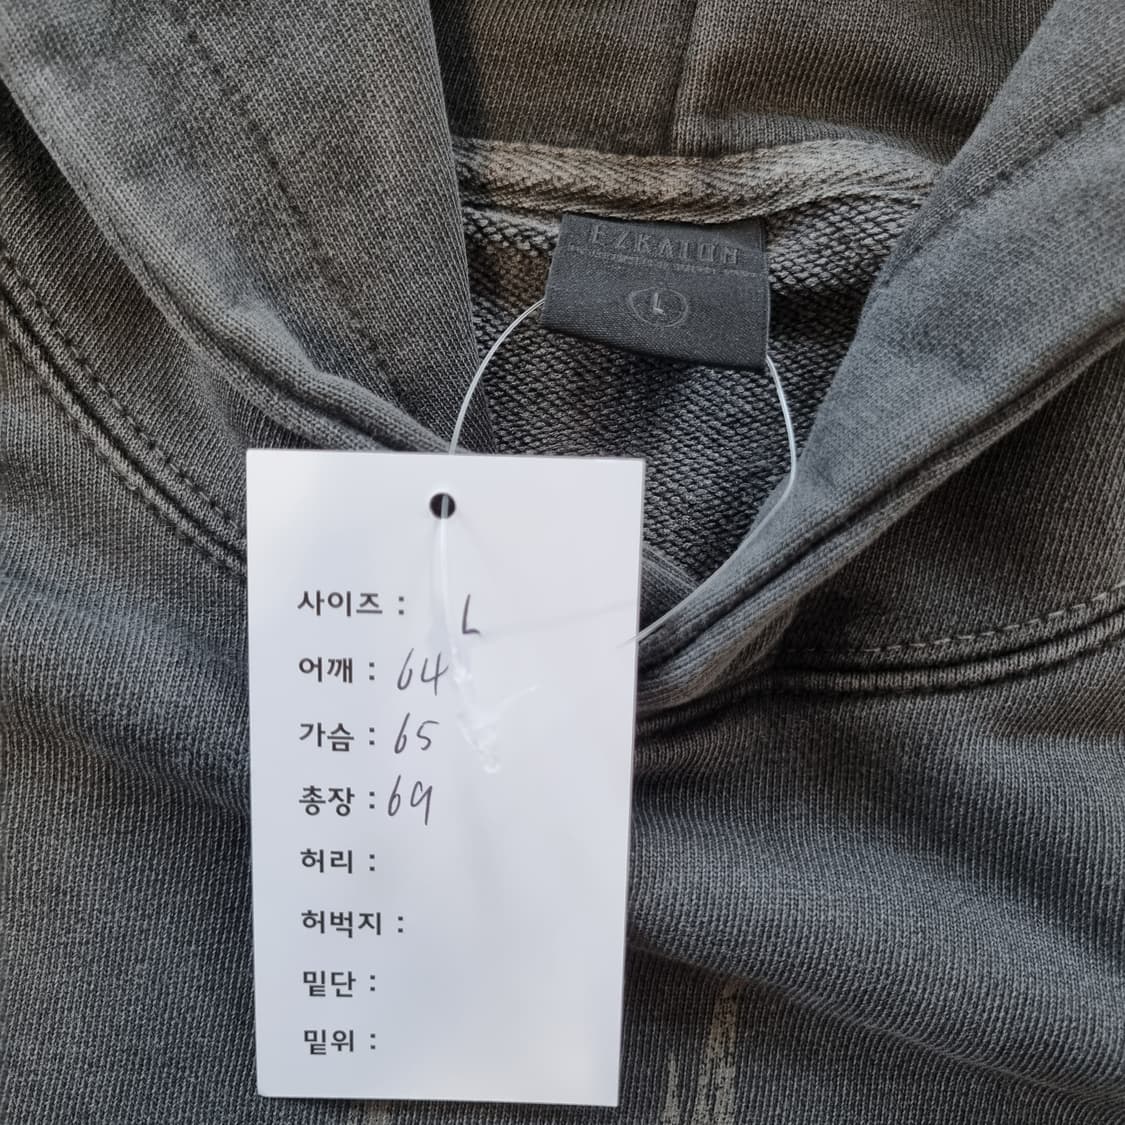 EZKATON
L
사이즈 : L
어깨 : 64
가슴 : 65
총장 : 69
허리 :
허벅지 :
밑단 :
밑위 :